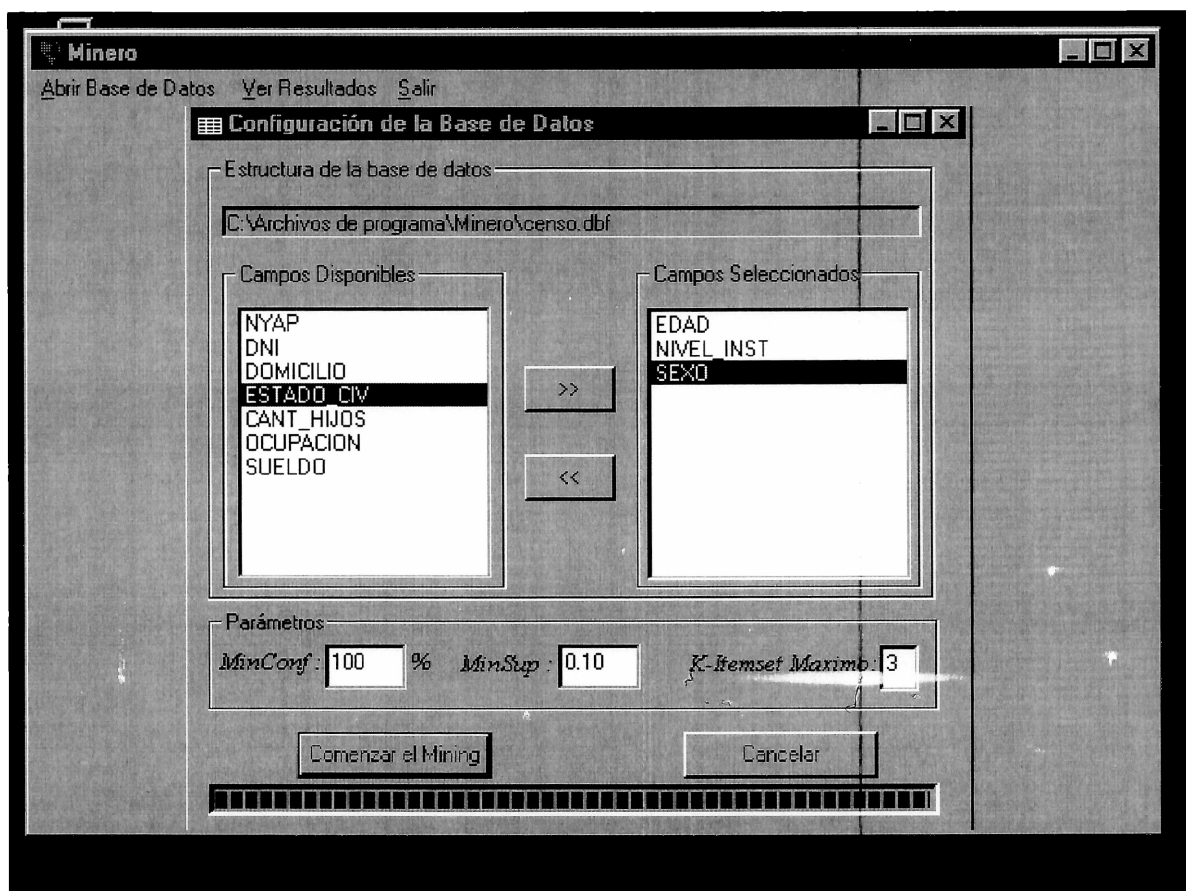 Minero
Abrir Base de Datos Ver Resultados Salir
Configuración de la Base de Datos
Estructura de la base de datos
C:\Archivos de programa\Minero\censo.dbf
Campos Disponibles
NYAP
DNI
DOMICILIO
ESTADO_CIV
CANT_HIJOS
OCUPACION
SUELDO
>>
<<
Campos Seleccionados
EDAD
NIVEL_INST
SEXO
Parámetros
MinConf : 100 % MinSup : 0.10 K-Itemset Maximo: 3
Comenzar el Mining Cancelar